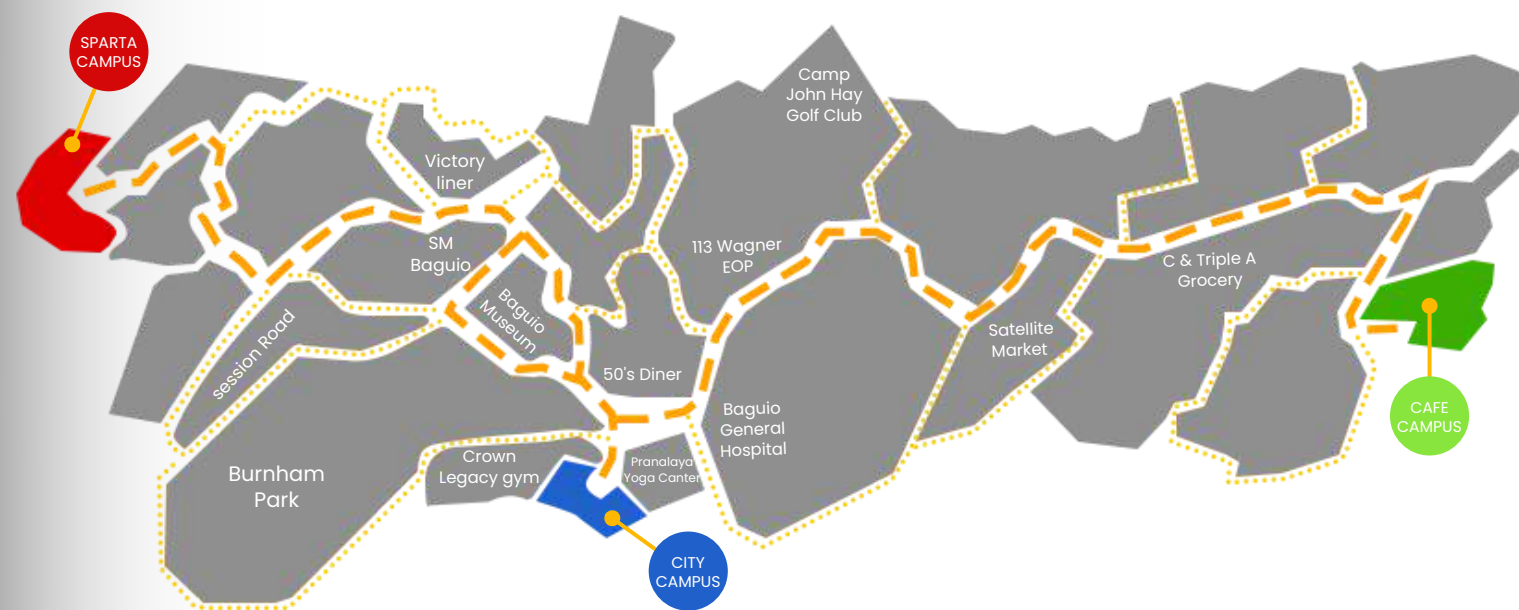 SPARTA
CAMPUS
Camp
John Hay
Golf Club
Victory
liner
SM
Baguio
113 Wagner
EOP
C & Triple A
Grocery
Baguio
Museum
session Road
Satellite
Market
50's Diner
Baguio
General
Hospital
CAFE
CAMPUS
Burnham
Park
Crown
Legacy gym
Pranalaya
Yoga Canter
CITY
CAMPUS